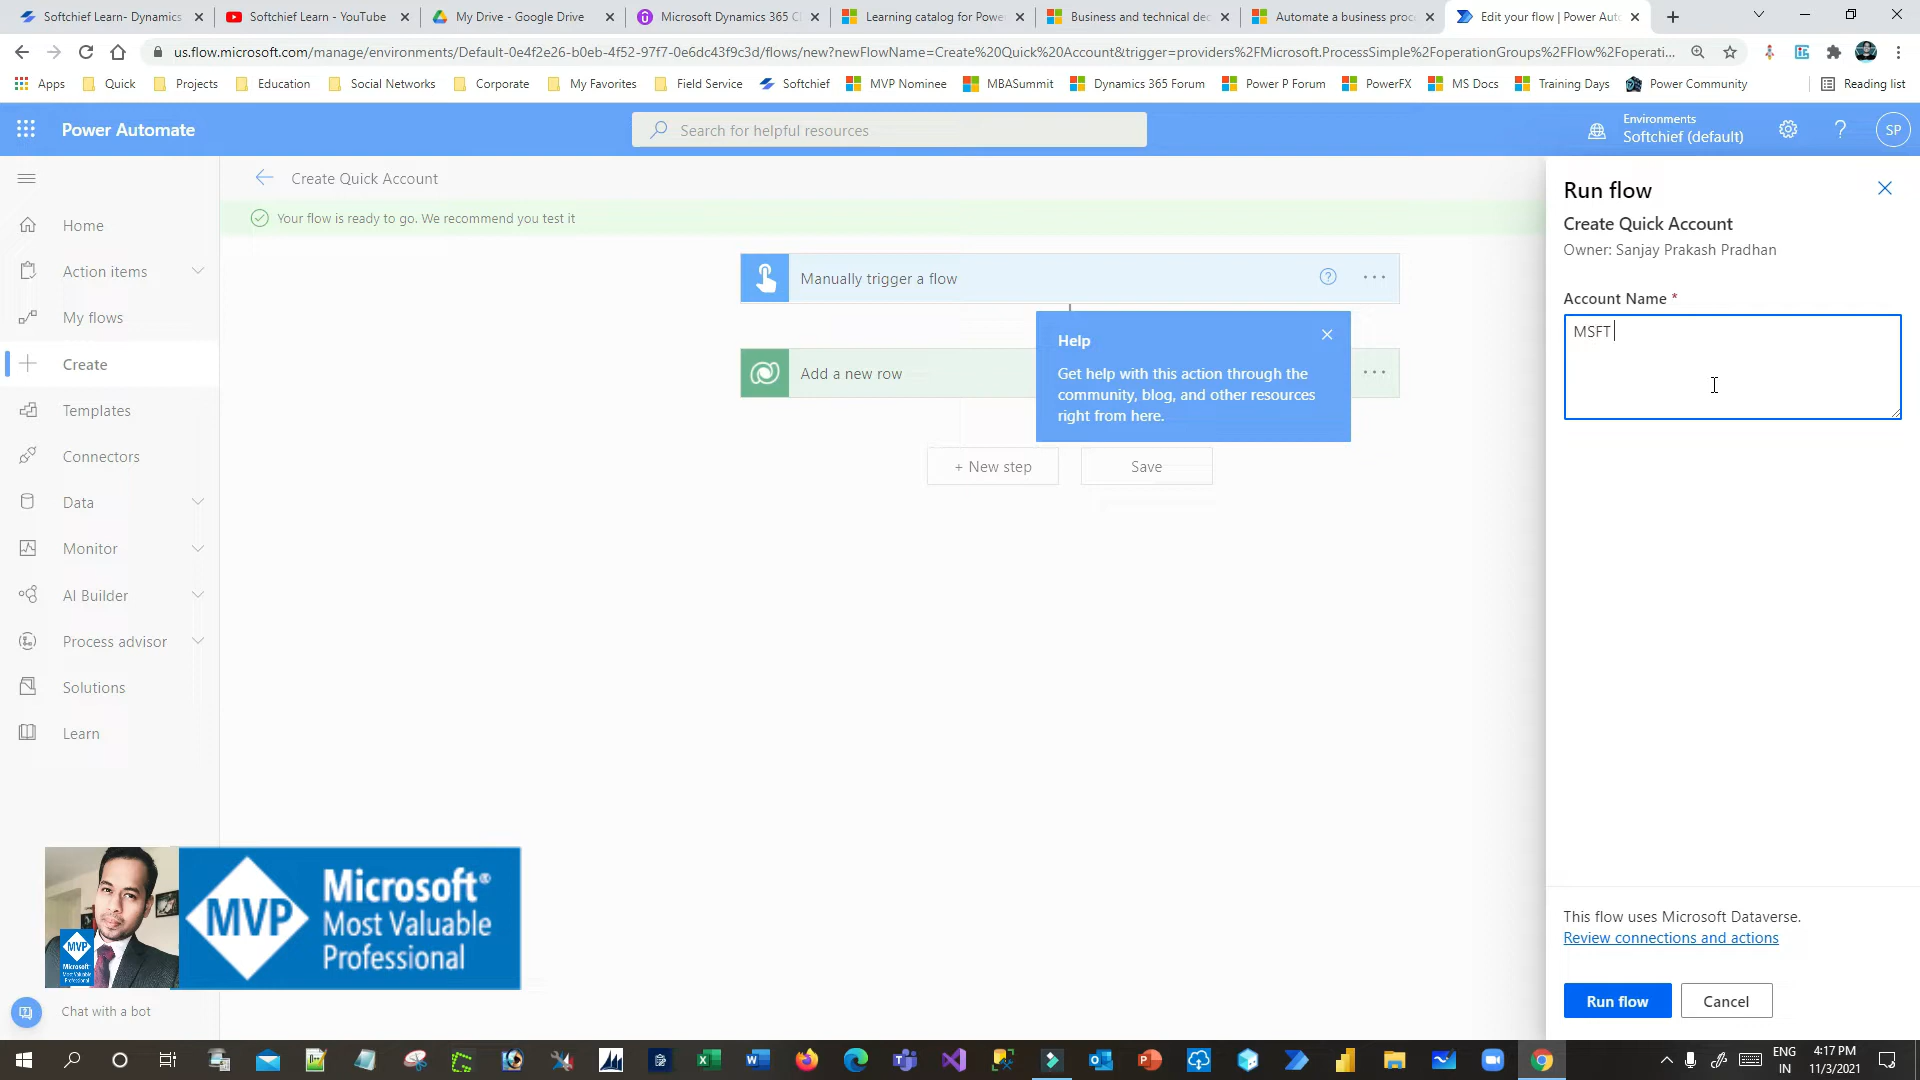 Softchief Learn- Dynamics
Softchief Learn - YouTube
My Drive - Google Drive
Microsoft Dynamics 365 C
Learning catalog for Powe
Business and technical dec
Automate a business proc
Edit your flow | Power Aut
us.flow.microsoft.com/manage/environments/Default-0e4f2e26-b0eb-4f52-97f7-0e6dc43f9c3d/flows/new?newFlowName=Create%20Quick%20Account&trigger=providers%2FMicrosoft.ProcessSimple%2FoperationGroups%2FFlow%2Foperati...
Apps
Quick
Projects
Education
Social Networks
Corporate
My Favorites
Field Service
Softchief
MVP Nominee
MBASummit
Dynamics 365 Forum
Power P Forum
PowerFX
MS Docs
Training Days
Power Community
Reading list
Power Automate
Search for helpful resources
Environments
Softchief (default)
SP
Home
Action items
My flows
Create
Templates
Connectors
Data
Monitor
AI Builder
Process advisor
Solutions
Learn
Chat with a bot
Create Quick Account
Your flow is ready to go. We recommend you test it
Manually trigger a flow
Add a new row
Help
Get help with this action through the
community, blog, and other resources
right from here.
+ New step
Save
Run flow
Create Quick Account
Owner: Sanjay Prakash Pradhan
Account Name *
MSFT
This flow uses Microsoft Dataverse.
Review connections and actions
Run flow
Cancel
MVP
Microsoft
Most Valuable
Professional
MVP
Microsoft®
Most Valuable
Professional
ENG
IN
4:17 PM
11/3/2021